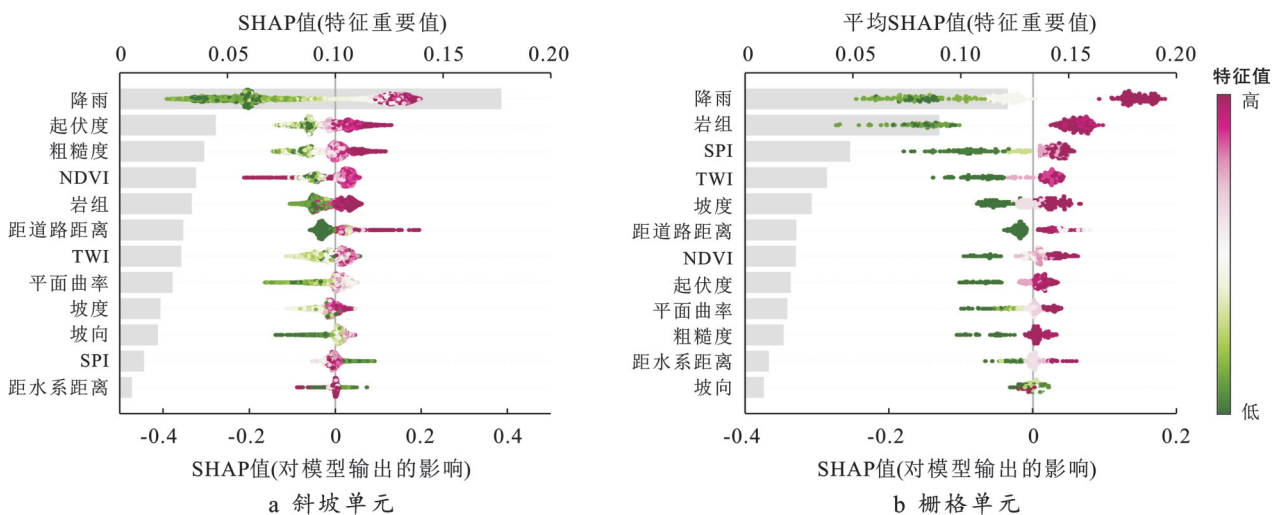 SHAP值(特征重要值)
0 0.05 0.10 0.15 0.20
降雨
起伏度
粗糙度
NDVI
岩组
距道路距离
TWI
平面曲率
坡度
坡向
SPI
距水系距离
-0.4 -0.2 0 0.2 0.4
SHAP值(对模型输出的影响)
a 斜坡单元
平均SHAP值(特征重要值)
0 0.05 0.10 0.15 0.20
降雨
岩组
SPI
TWI
坡度
距道路距离
NDVI
起伏度
平面曲率
粗糙度
距水系距离
坡向
-0.4 0 0.2
SHAP值(对模型输出的影响)
b 栅格单元
特征值
高
低